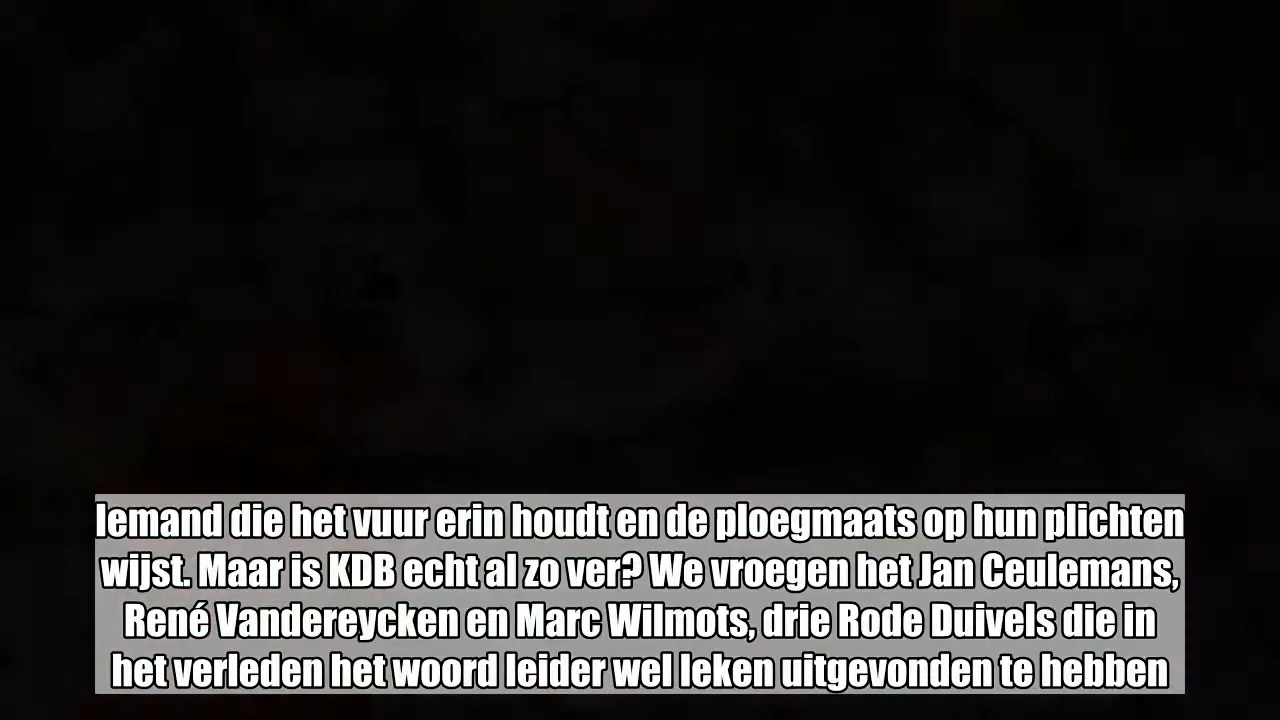 Iemand die het vuur erin houdt en de ploegmaats op hun plichten
wijst. Maar is KDB echt al zo ver? We vroegen het Jan Ceulemans,
René Vandereycken en Marc Wilmots, drie Rode Duivels die in
het verleden het woord leider wel leken uitgevonden te hebben